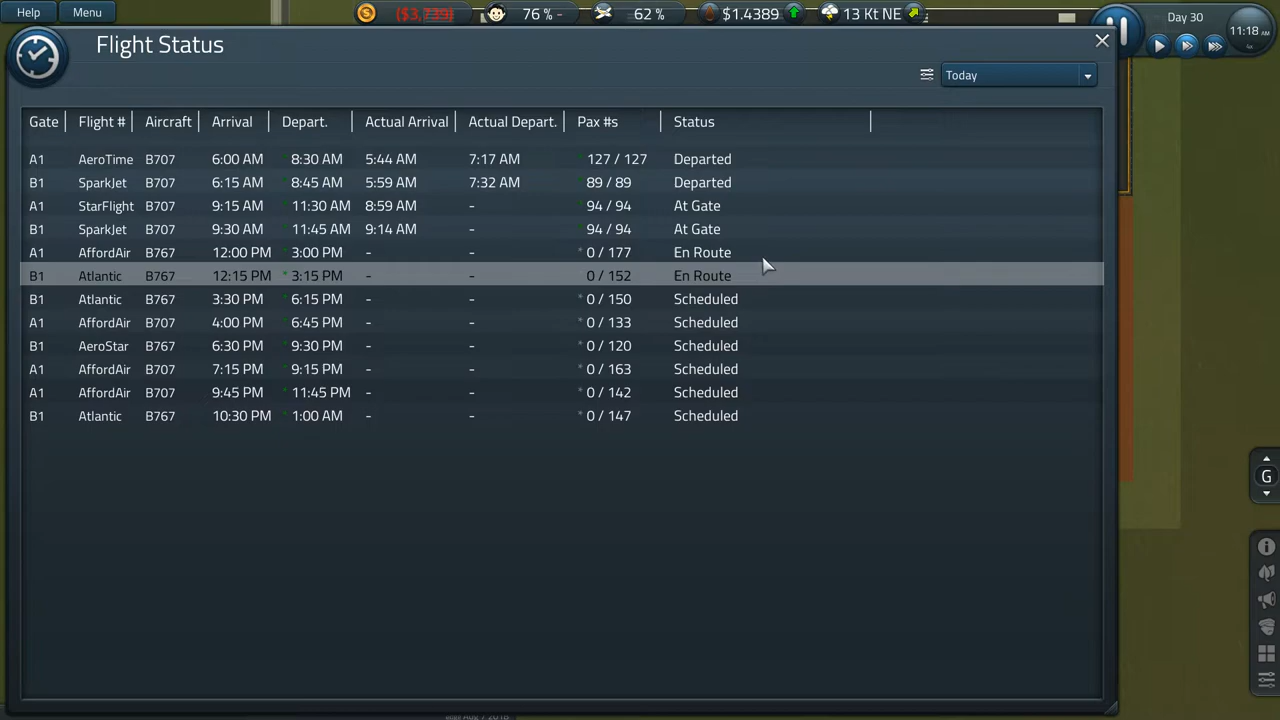 Help Menu ($3,739) 76 % - 62 % $1.4389 13 Kt NE Day 30 11:18 AM 4x
Flight Status
Today
Gate Flight # Aircraft Arrival Depart. Actual Arrival Actual Depart. Pax #s Status
A1 AeroTime B707 6:00 AM 8:30 AM 5:44 AM 7:17 AM 127 / 127 Departed
B1 SparkJet B707 6:15 AM 8:45 AM 5:59 AM 7:32 AM 89 / 89 Departed
A1 StarFlight B707 9:15 AM 11:30 AM 8:59 AM - 94 / 94 At Gate
B1 SparkJet B707 9:30 AM 11:45 AM 9:14 AM - 94 / 94 At Gate
A1 AffordAir B707 12:00 PM 3:00 PM - - * 0 / 177 En Route
B1 Atlantic B767 12:15 PM * 3:15 PM - - 0 / 152 En Route
B1 Atlantic B767 3:30 PM 6:15 PM - - * 0 / 150 Scheduled
A1 AffordAir B767 4:00 PM 6:45 PM - - * 0 / 133 Scheduled
B1 AeroStar B767 6:30 PM 9:30 PM - - * 0 / 120 Scheduled
A1 AffordAir B707 7:15 PM 9:15 PM - - * 0 / 163 Scheduled
A1 AffordAir B707 9:45 PM 11:45 PM - - * 0 / 142 Scheduled
B1 Atlantic B767 10:30 PM 1:00 AM - - * 0 / 147 Scheduled
G